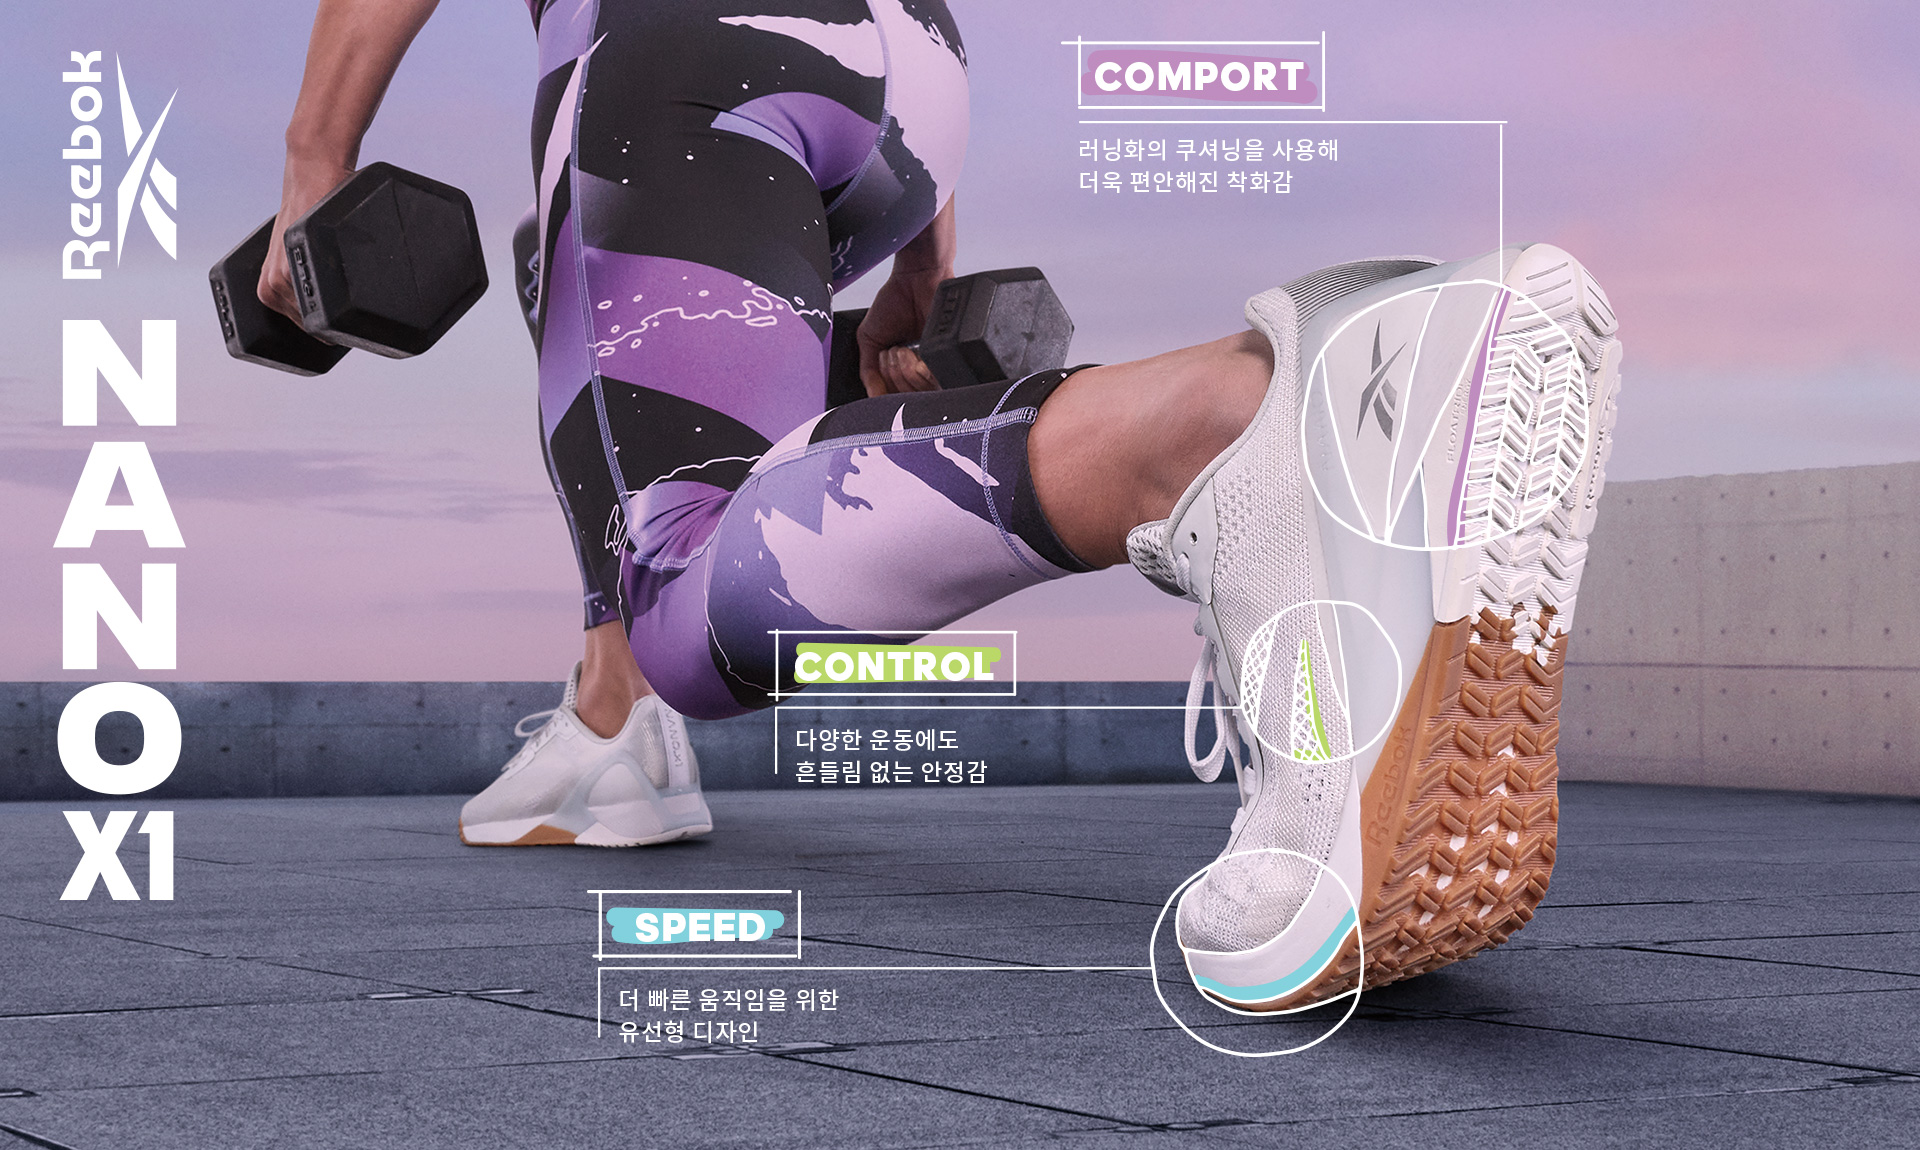 Reebok
NANO
X1
COMPORT
러닝화의 쿠셔닝을 사용해
더욱 편안해진 착화감
CONTROL
다양한 운동에도
흔들림 없는 안정감
SPEED
더 빠른 움직임을 위한
유선형 디자인
Reebok
NANOX1